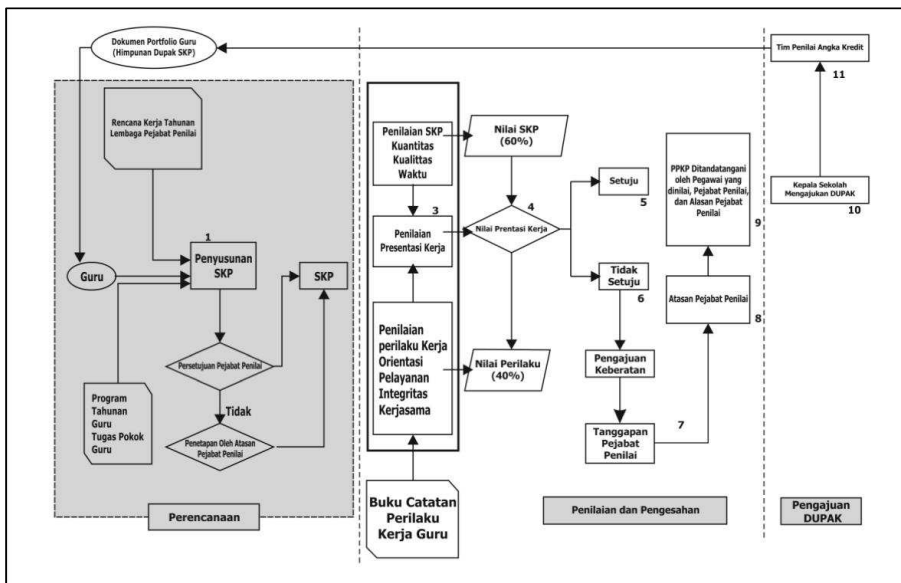 Dokumen Portfolio Guru
(Himpunan Dupak SKP)
Rencana Kerja Tahunan
Lembaga Pejabat Penilai
1
Penyusunan
SKP
Guru
SKP
Persetujuan Pejabat Penilai
Tidak
Penetapan Oleh Atasan
Pejabat Penilai
Program
Tahunan
Guru
Tugas Pokok
Guru
Perencanaan
Penilaian SKP
Kuantitas
Kualittas
Waktu
3
Penilaian
Presentasi Kerja
Penilaian
perilaku Kerja
Orientasi
Pelayanan
Integritas
Kerjasama
Buku Catatan
Perilaku
Kerja Guru
Nilai SKP
(60%)
4
Nilai Prentasi Kerja
Nilai Perilaku
(40%)
Setuju
5
Tidak
Setuju
6
Pengajuan
Keberatan
Tanggapan
Pejabat
Penilai
7
PPKP Ditandatangani
oleh Pegawai yang
dinilai, Pejabat Penilai,
dan Alasan Pejabat
Penilai
9
Atasan Pejabat Penilai
8
Penilaian dan Pengesahan
Tim Penilai Angka Kredit
11
Kepala Sekolah
Mengajukan DUPAK
10
Pengajuan
DUPAK